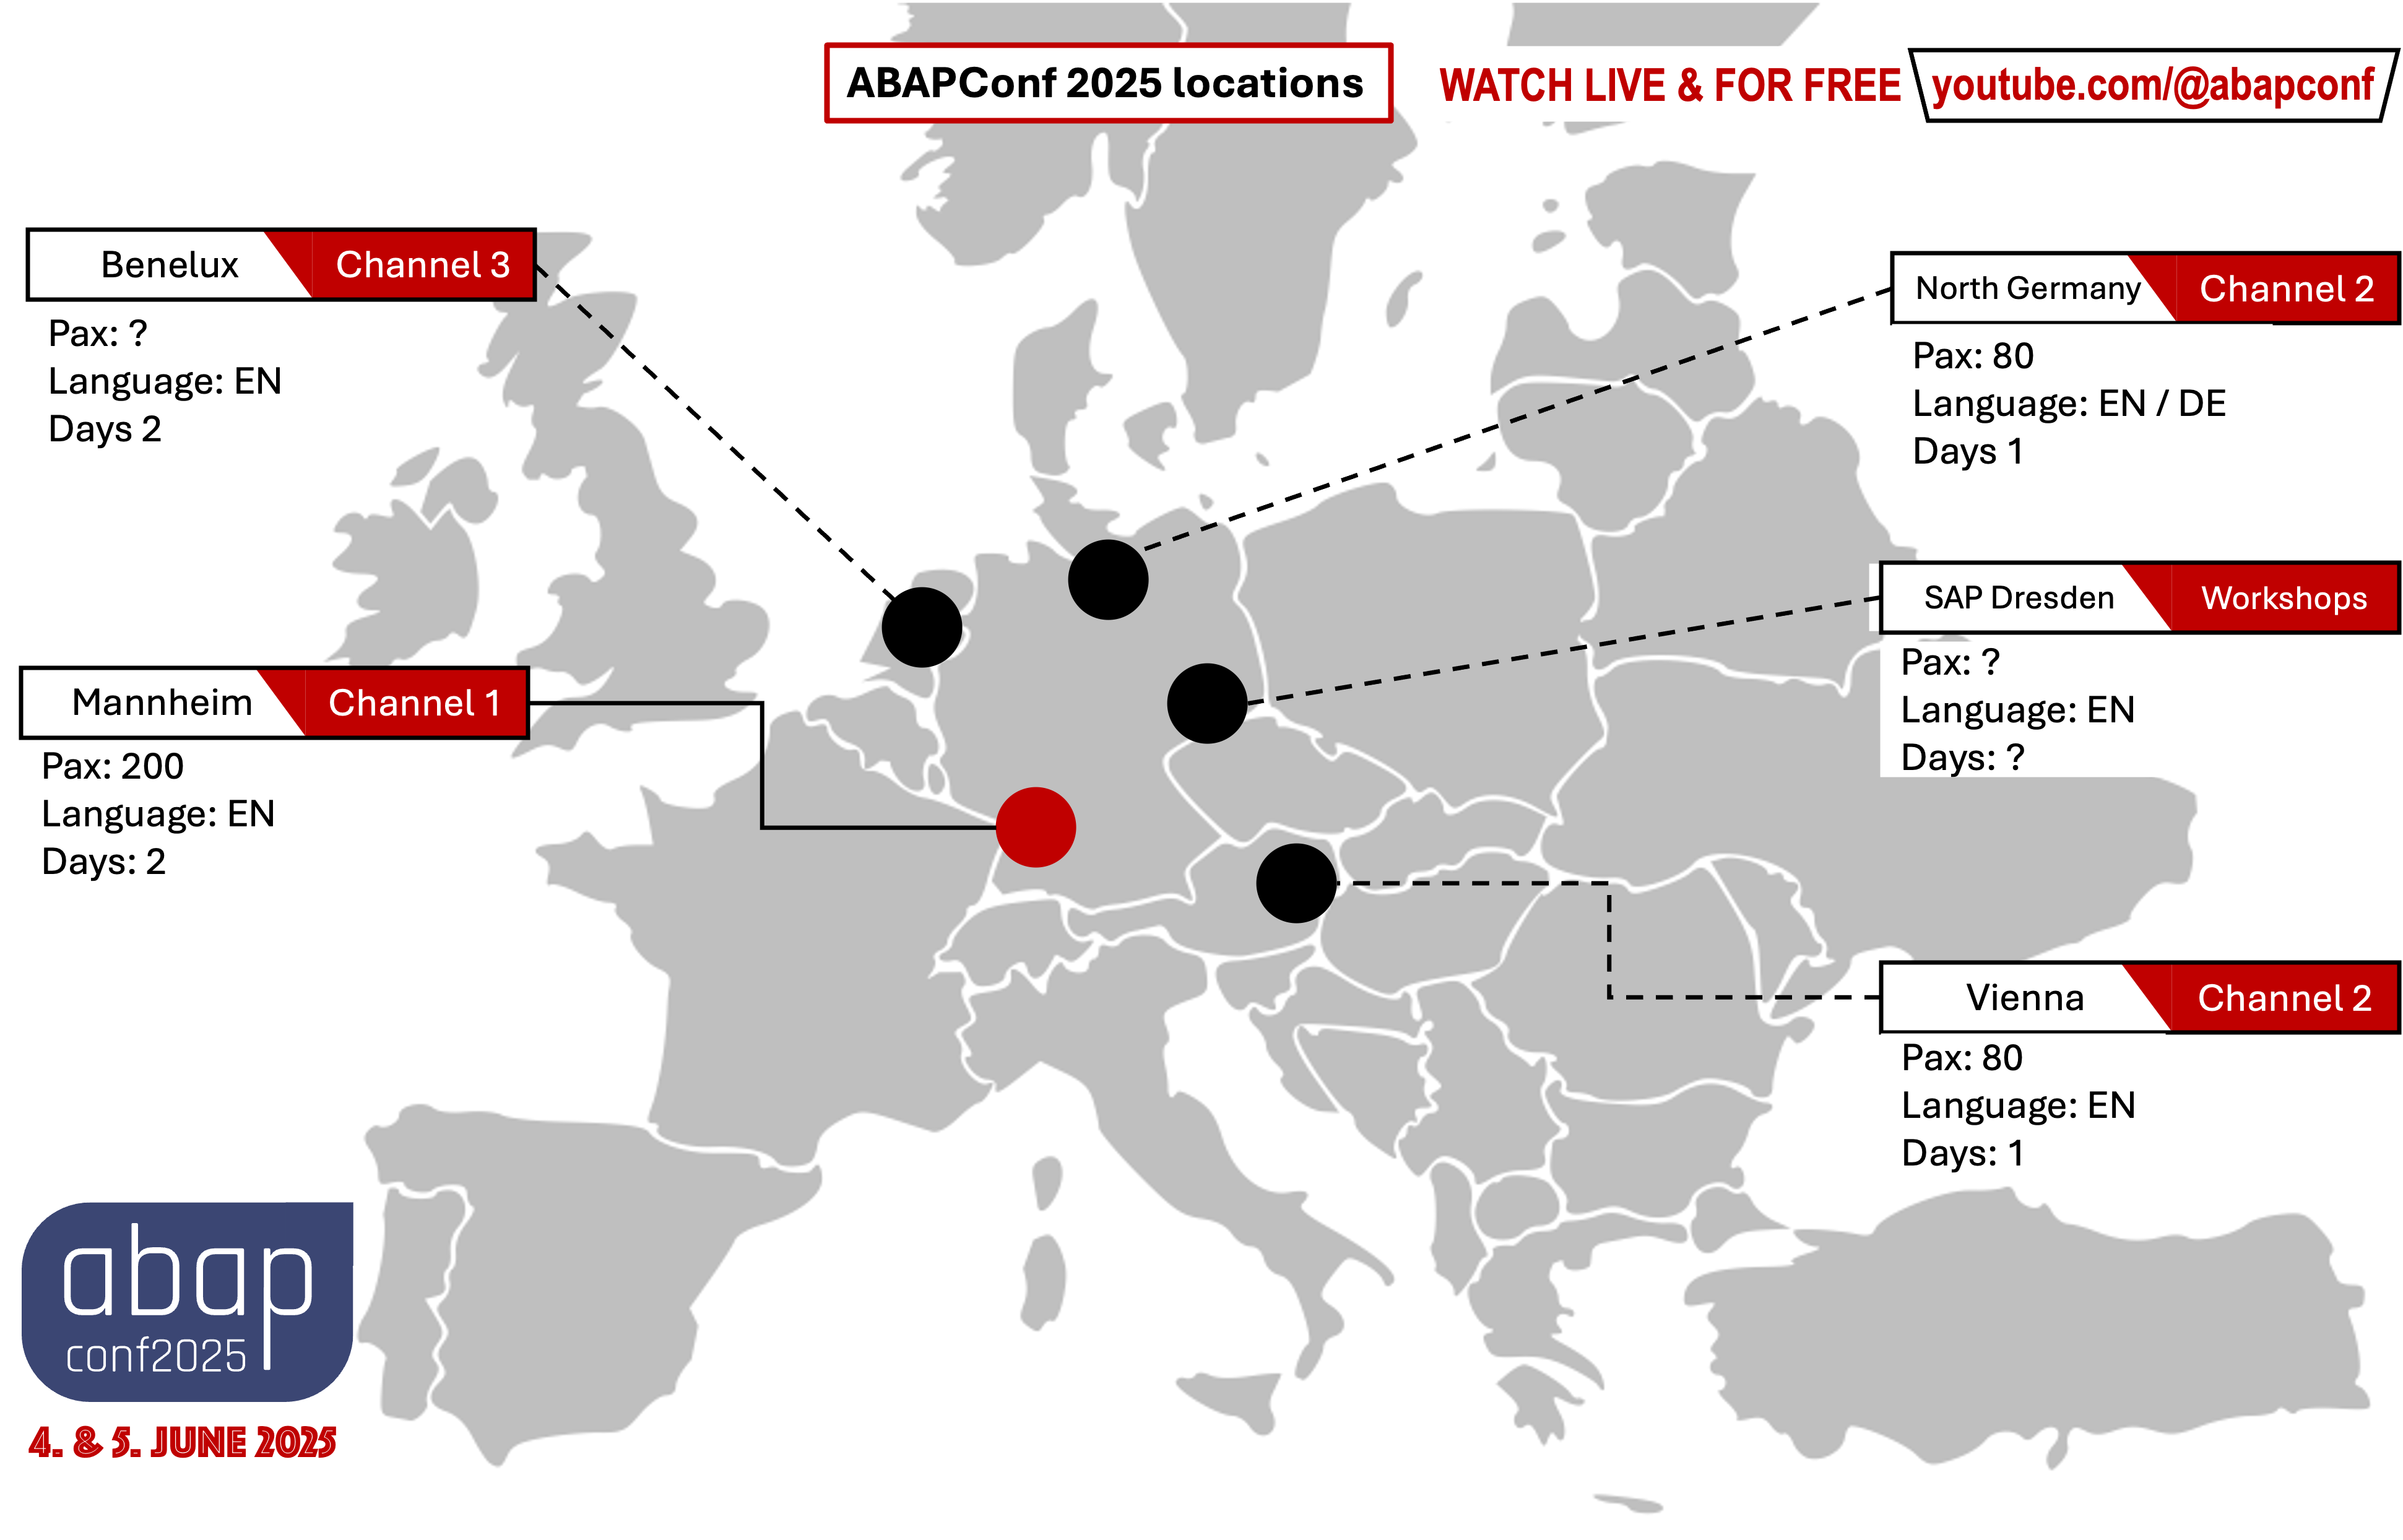 ABAPConf 2025 locations
WATCH LIVE & FOR FREE
youtube.com/@abapconf
Benelux
Channel 3
Pax: ?
Language: EN
Days 2
North Germany
Channel 2
Pax: 80
Language: EN / DE
Days 1
SAP Dresden
Workshops
Pax: ?
Language: EN
Days: ?
Mannheim
Channel 1
Pax: 200
Language: EN
Days: 2
Vienna
Channel 2
Pax: 80
Language: EN
Days: 1
abap
conf2025
4. & 5. JUNE 2025